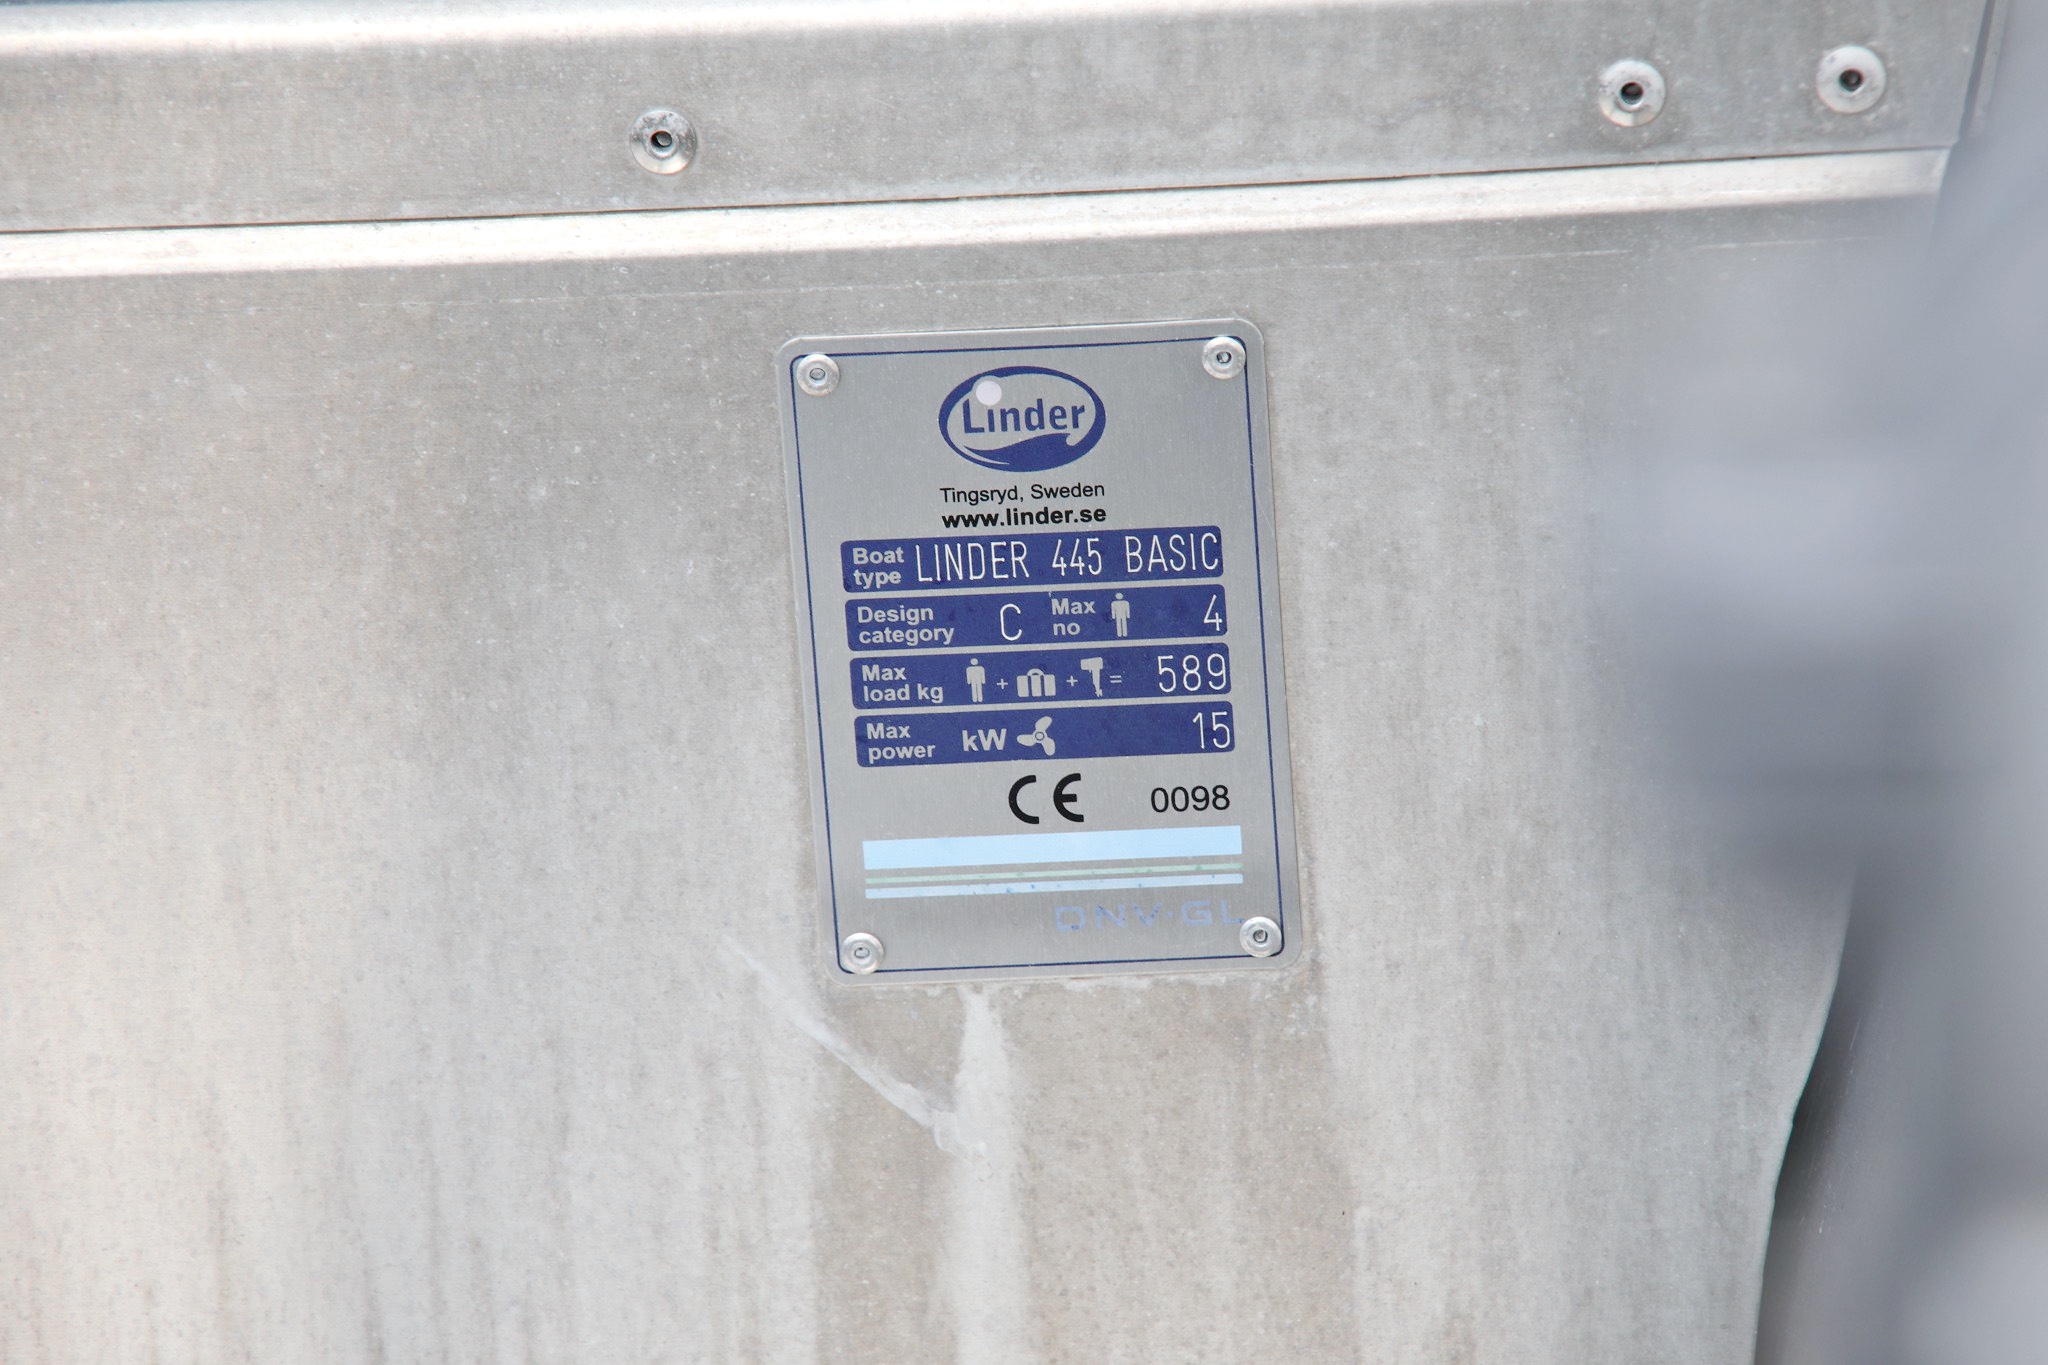 Linder
Tingsryd, Sweden
www.linder.se
Boat type LINDER 445 BASIC
Design category C Max no 4
Max load kg + + = 589
Max power kW 15
CE 0098
DNV·GL